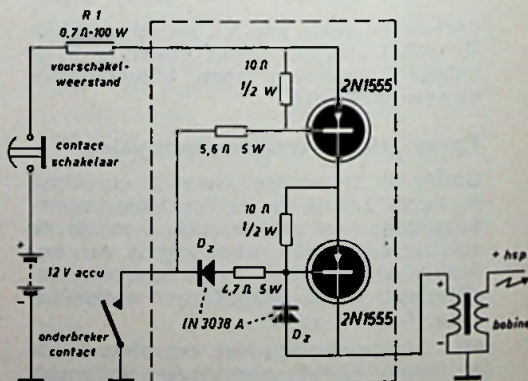 R 1
0,7 Ω-100 W
voorschakel-
weerstand
10 Ω
1/2 W
2N1555
5,6 Ω 5 W
contact
schakelaar
+
12 V accu
-
onderbreker
contact
10 Ω
1/2 W
Dz
4,7 Ω 5 W
1N 3038 A
Dz
2N1555
+ hsp
+
-
bobine